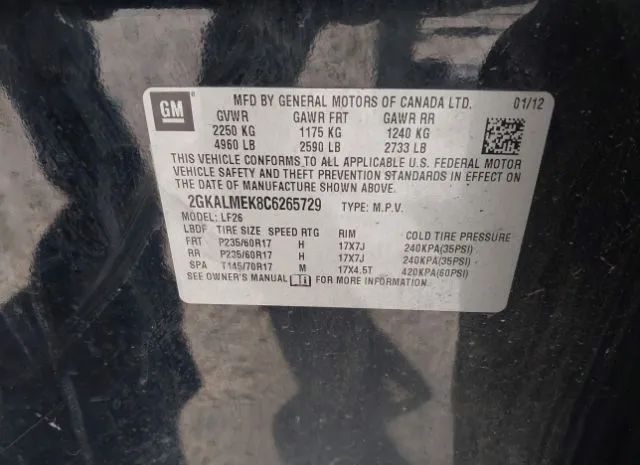 GM
MFD BY GENERAL MOTORS OF CANADA LTD. 01/12
GVWR GAWR FRT GAWR RR
2250 KG 1175 KG 1240 KG
4960 LB 2590 LB 2733 LB
THIS VEHICLE CONFORMS TO ALL APPLICABLE U.S. FEDERAL MOTOR
VEHICLE SAFETY AND THEFT PREVENTION STANDARDS IN EFFECT ON
THE DATE OF MANUFACTURE SHOWN ABOVE.
2GKALMEK8C6265729 TYPE: M.P.V.
MODEL: LF26
LBDF TIRE SIZE SPEED RTG RIM COLD TIRE PRESSURE
FRT P235/60R17 H 17X7J 240KPA(35PSI)
RR P235/60R17 H 17X7J 240KPA(35PSI)
SPA T145/70R17 M 17X4.5T 420KPA(60PSI)
SEE OWNER'S MANUAL FOR MORE INFORMATION.